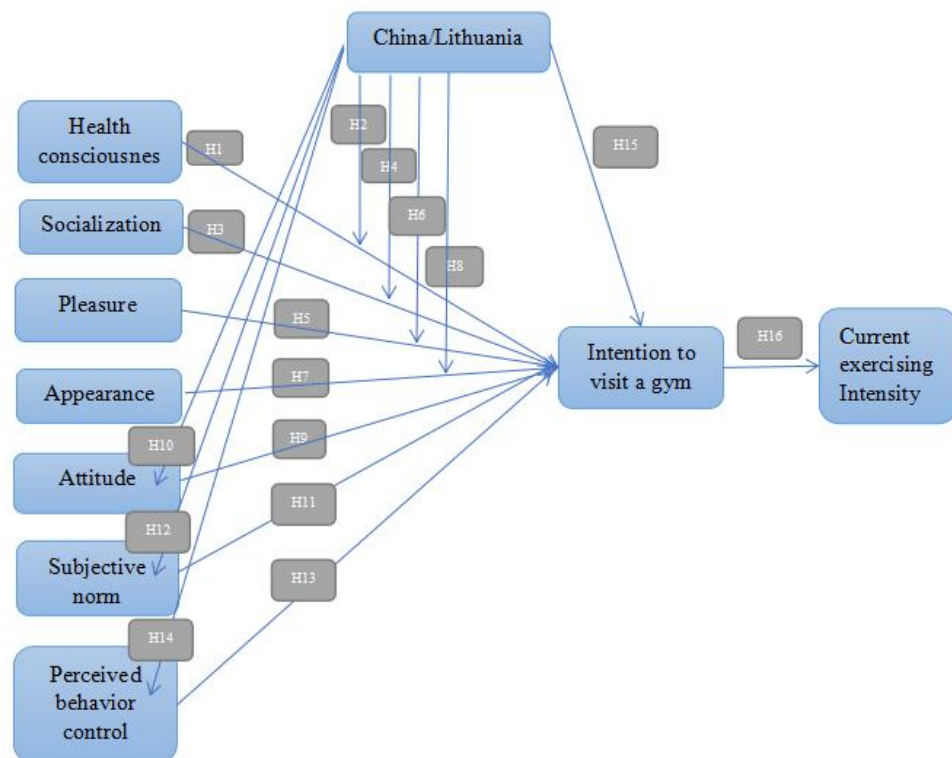 China/Lithuania
Health
consciousnes
H1
H2
H4
H15
Socialization
H3
H6
H8
Pleasure
H5
Intention to
visit a gym
H16
Current
exercising
Intensity
Appearance
H7
H10
H9
Attitude
H12
H11
Subjective
norm
H13
H14
Perceived
behavior
control